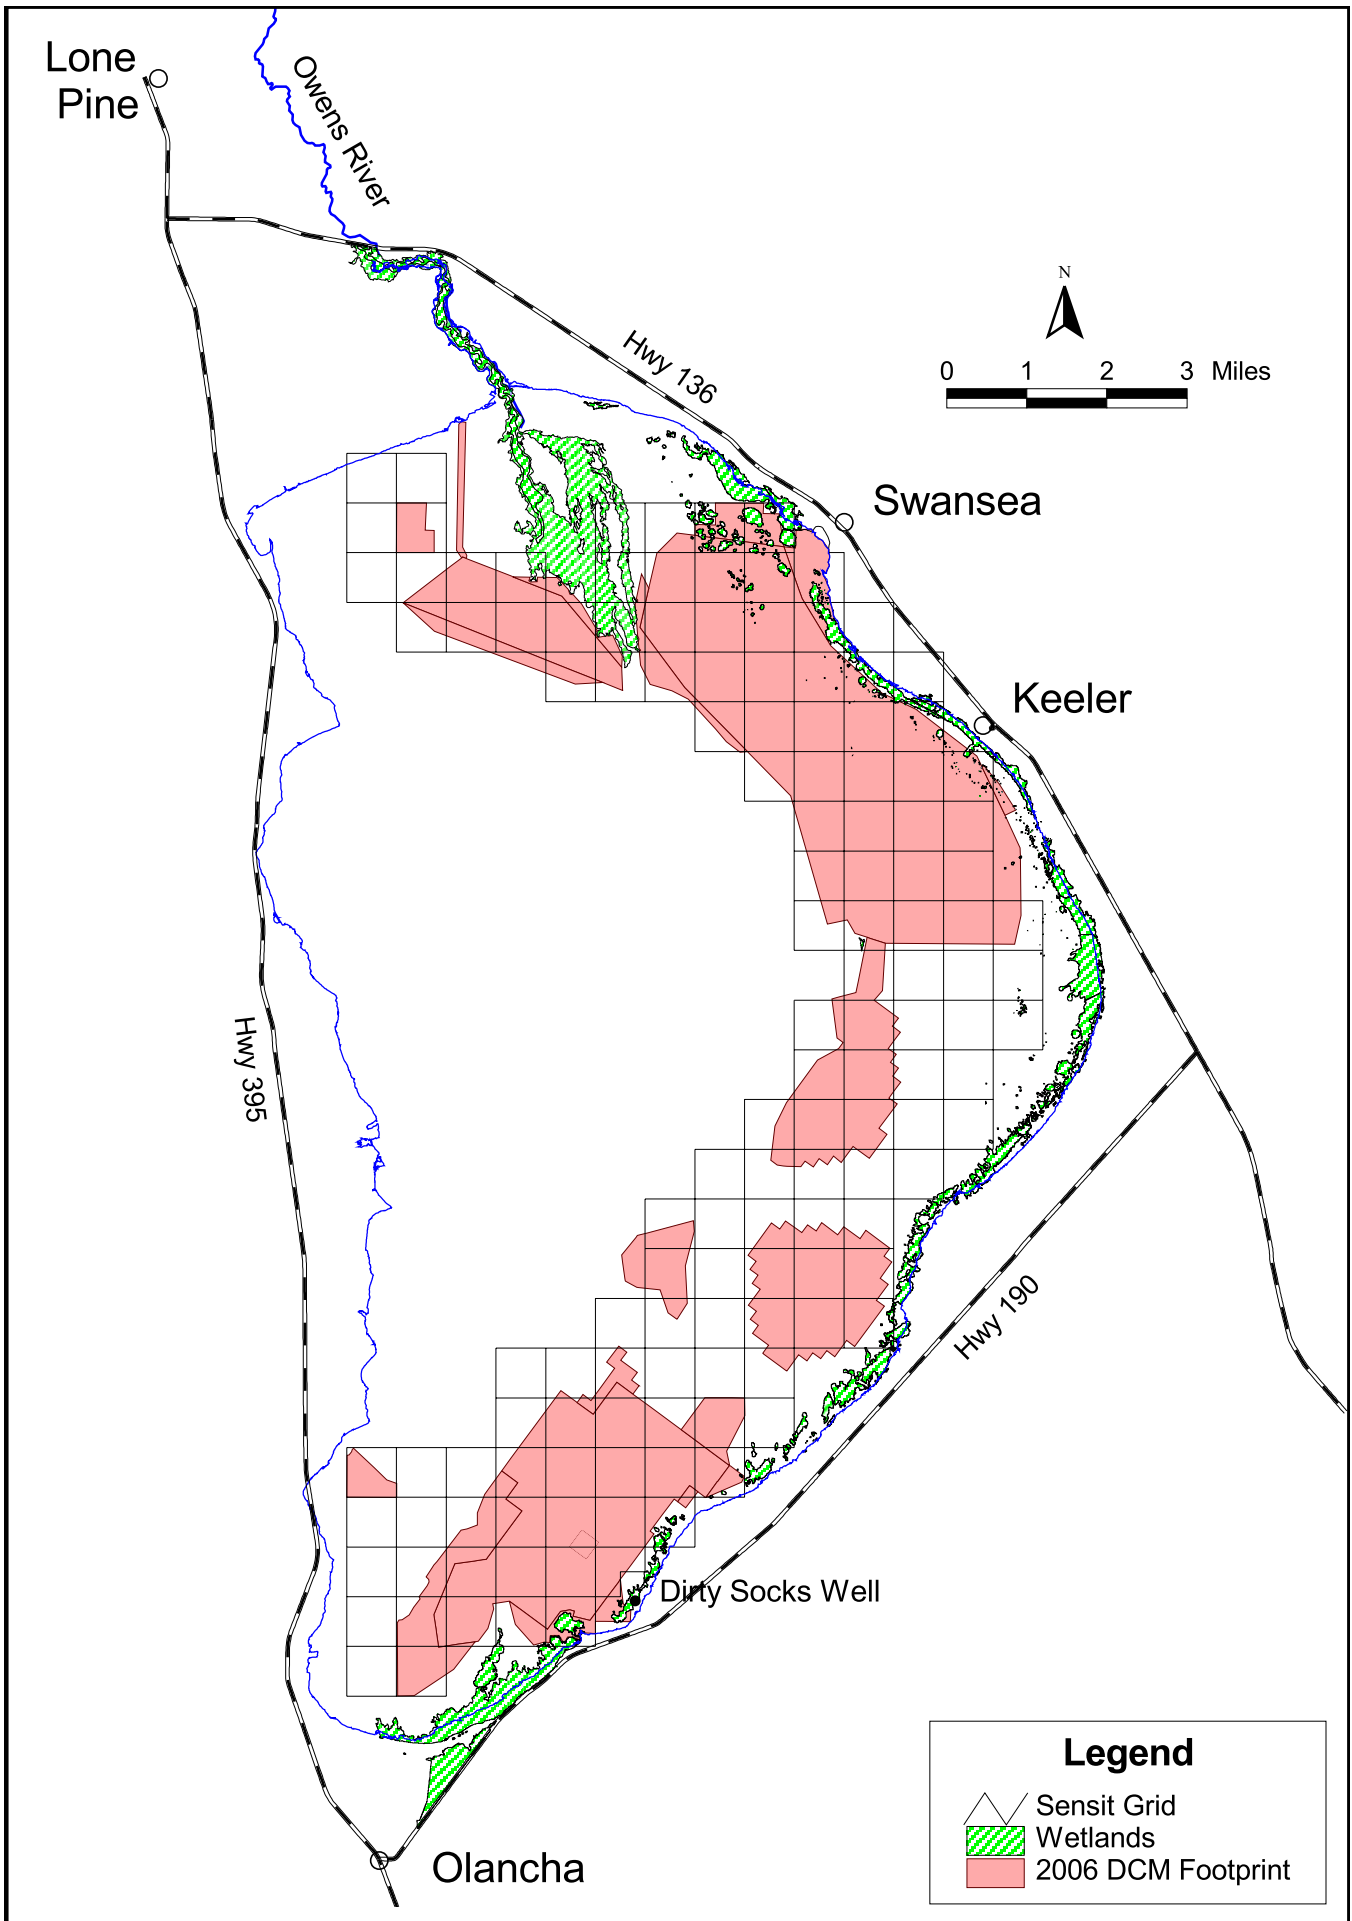 Lone
Pine
Owens River
N
Hwy 136
0 1 2 3 Miles
Swansea
Keeler
Hwy 395
Hwy 190
Dirty Socks Well
Olancha
Legend
Sensit Grid
Wetlands
2006 DCM Footprint